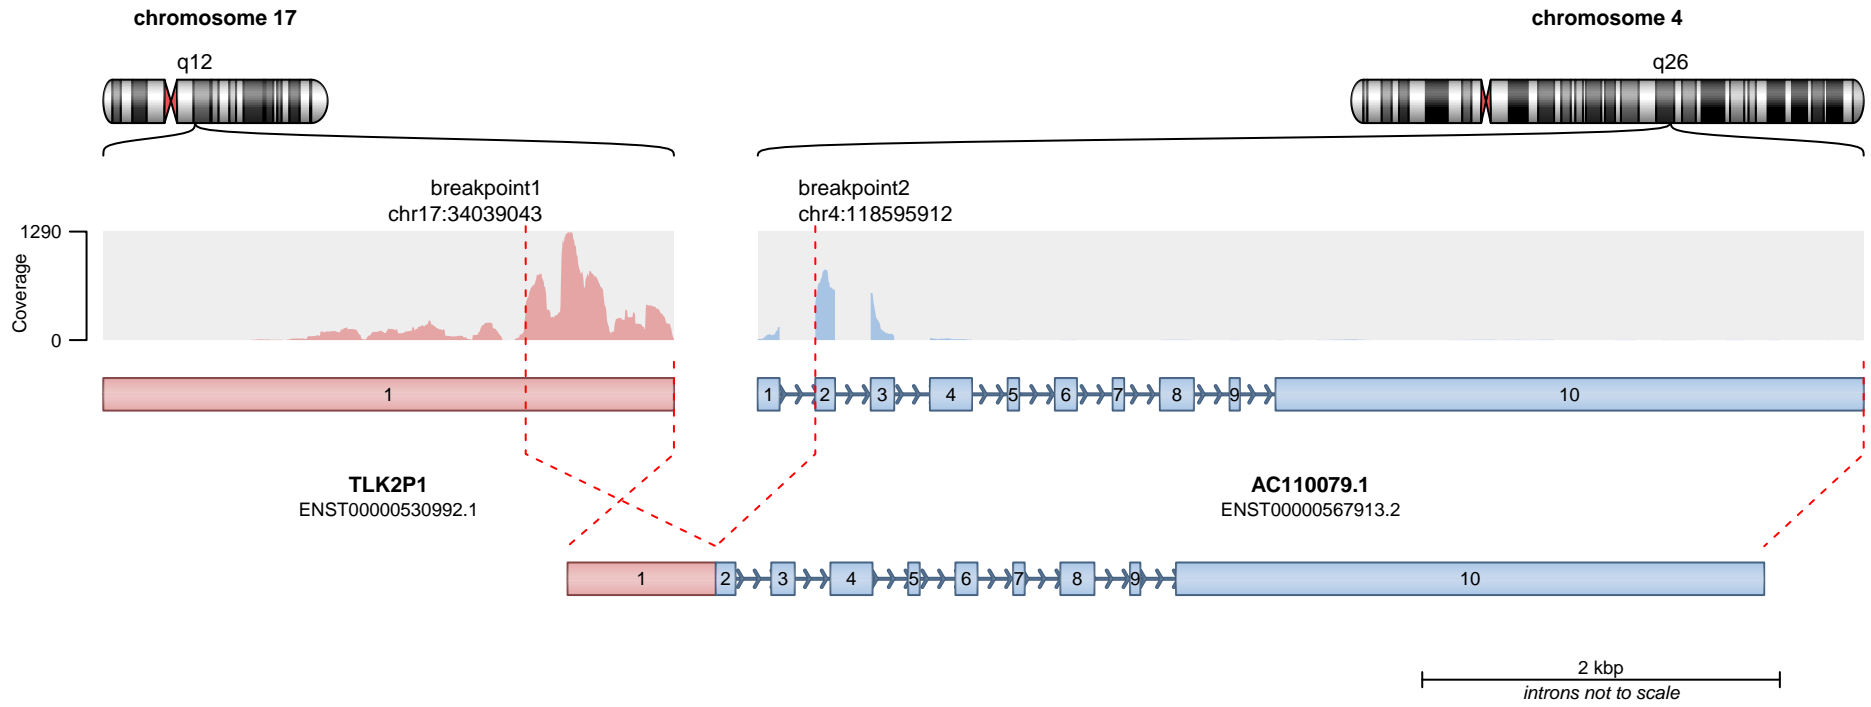 chromosome 17
chromosome 4
q12
q26
breakpoint1
chr17:34039043
breakpoint2
chr4:118595912
1290
Coverage
0
1
1 2 3 4 5 6 7 8 9 10
TLK2P1
ENST00000530992.1
AC110079.1
ENST00000567913.2
1 2 3 4 5 6 7 8 9 10
2 kbp
introns not to scale